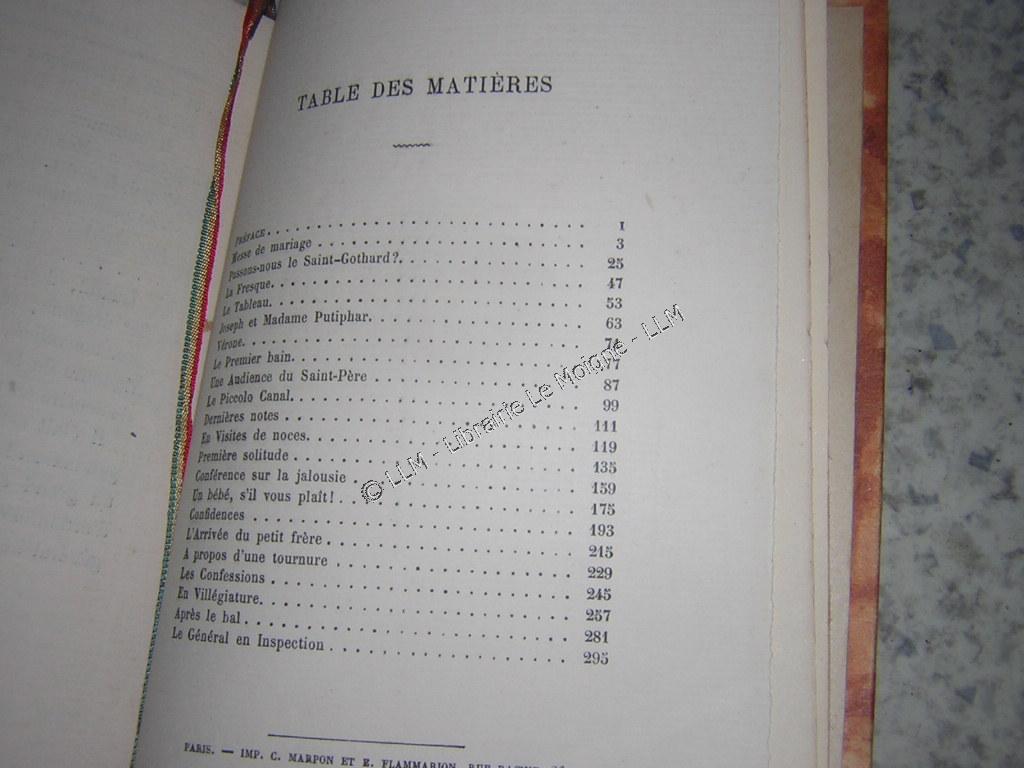 TABLE DES MATIÈRES
PRÉFACE . . . . . . . . I
Messe de mariage . . . . . . . . 3
Passons-nous le Saint-Gothard? . . . . . . . . 25
La Fresque . . . . . . . . 47
Le Tableau . . . . . . . . 53
Joseph et Madame Putiphar . . . . . . . . 63
Vérone . . . . . . . .
Le Premier bain . . . . . . . . 77
Une Audience du Saint-Père . . . . . . . . 87
Le Piccolo Canal . . . . . . . . 99
Dernières notes . . . . . . . . 111
En Visites de noces . . . . . . . . 119
Première solitude . . . . . . . . 135
Conférence sur la jalousie . . . . . . . . 159
Un bébé, s'il vous plaît! . . . . . . . . 175
Confidences . . . . . . . . 193
L'Arrivée du petit frère . . . . . . . . 215
A propos d'une tournure . . . . . . . . 229
Les Confessions . . . . . . . . 245
En Villégiature . . . . . . . . 257
Après le bal . . . . . . . . 281
Le Général en Inspection . . . . . . . . 295
PARIS. — IMP. C. MARPON ET E. FLAMMARION, RUE
© LLM - Librairie Le Moigne - LLM